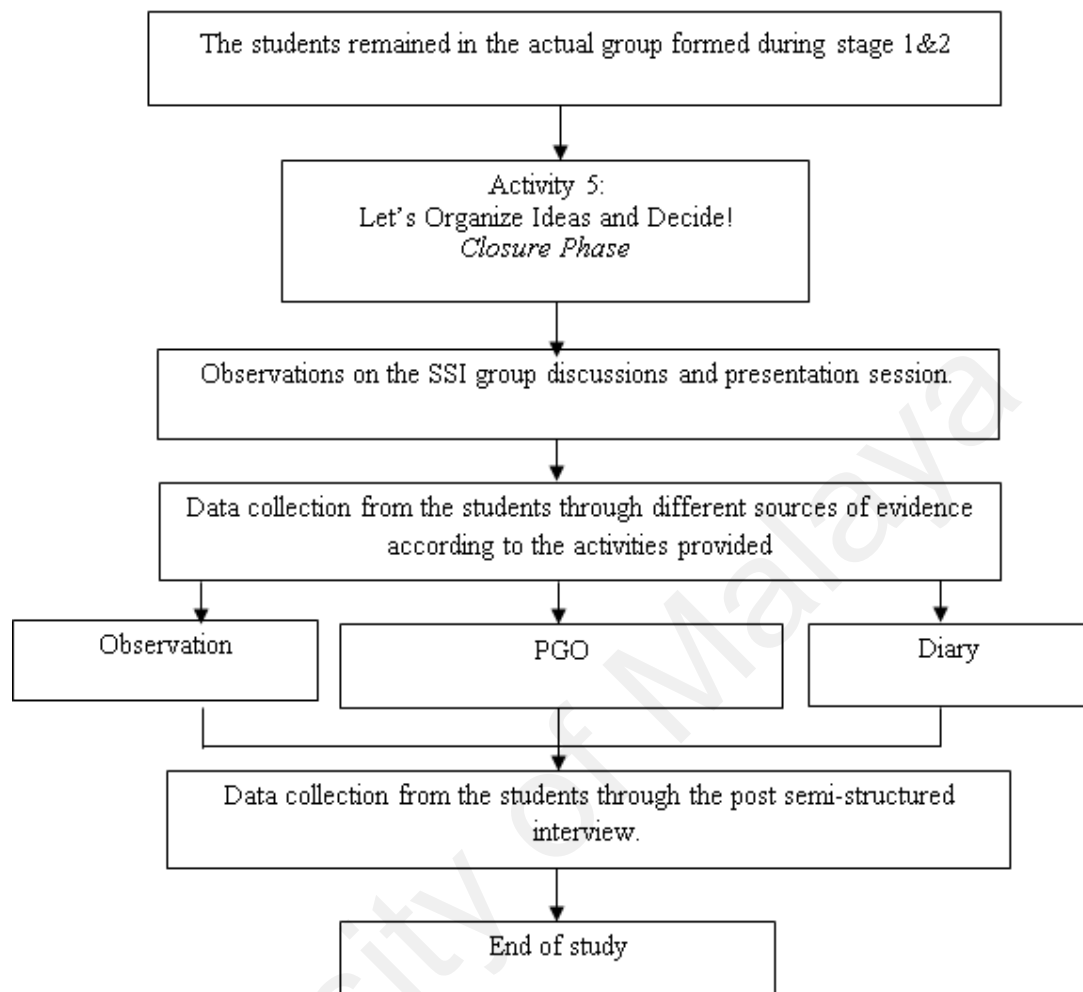 The students remained in the actual group formed during stage 1&2
Activity 5:
Let's Organize Ideas and Decide!
Closure Phase
Observations on the SSI group discussions and presentation session.
Data collection from the students through different sources of evidence
according to the activities provided
Observation
PGO
Diary
Data collection from the students through the post semi-structured
interview.
End of study
sity of Malaya